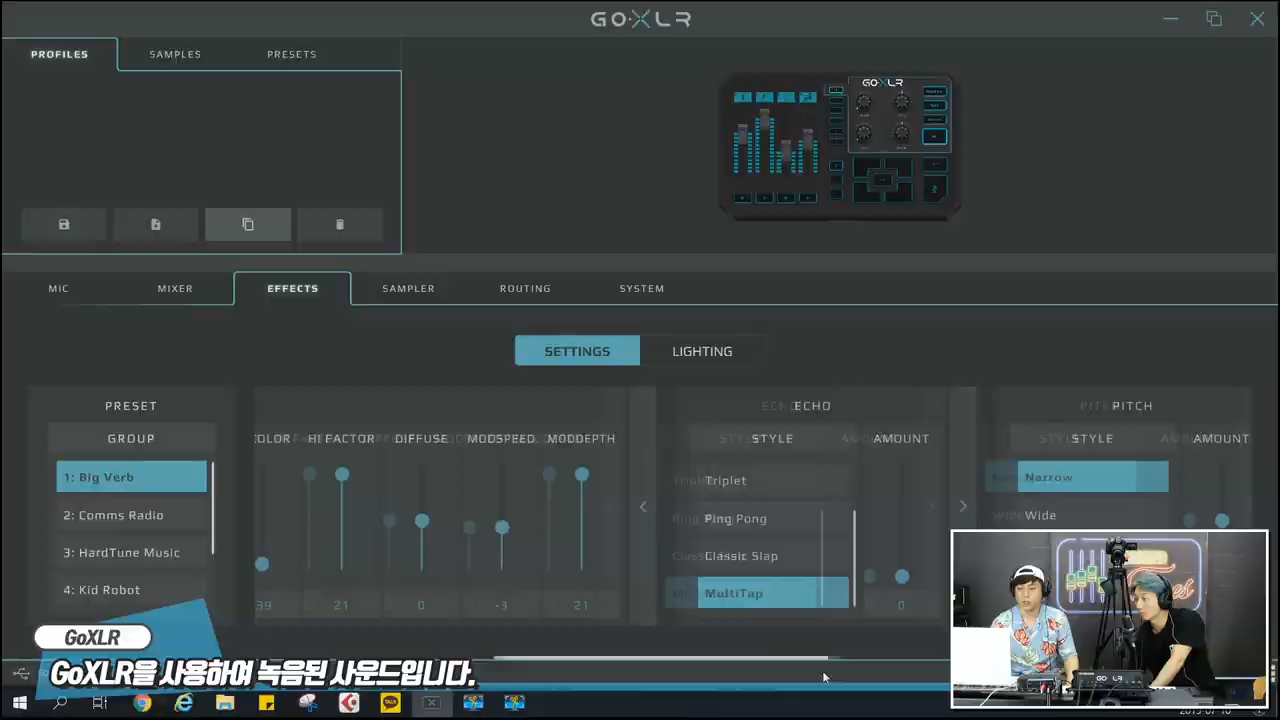 GO·XLR
PROFILES SAMPLES PRESETS
GOXLR
MIC MIXER EFFECTS SAMPLER ROUTING SYSTEM
SETTINGS LIGHTING
PRESET ECHO PITCH
GROUP HI FACTOR DIFFUSE MODSPEED MODDEPTH STYLE AMOUNT STYLE AMOUNT
1: Big Verb
2: Comms Radio
3: HardTune Music
4: Kid Robot
39 21 0 -3 21
Triplet
Ping Pong
Classic Slap
MultiTap
0
Narrow
Wide
GoXLR
GoXLR을 사용하여 녹음된 사운드입니다.
TALK